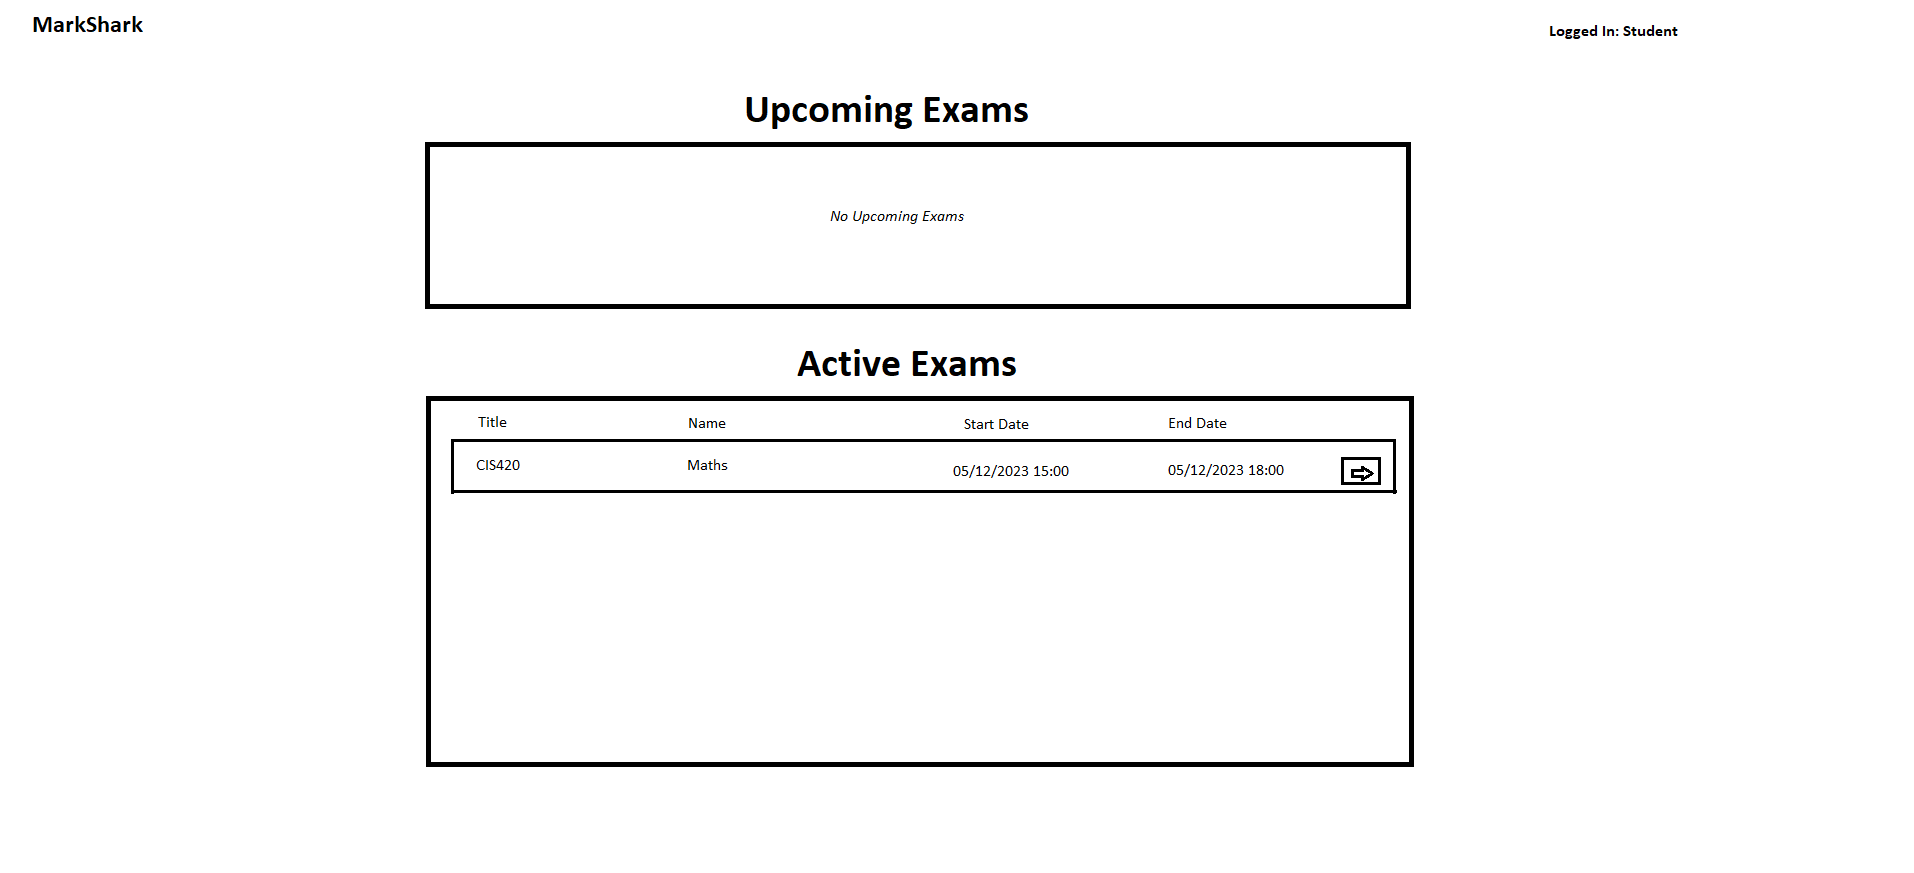 MarkShark
Logged In: Student
Upcoming Exams
No Upcoming Exams
Active Exams
Title Name Start Date End Date
CIS420 Maths 05/12/2023 15:00 05/12/2023 18:00